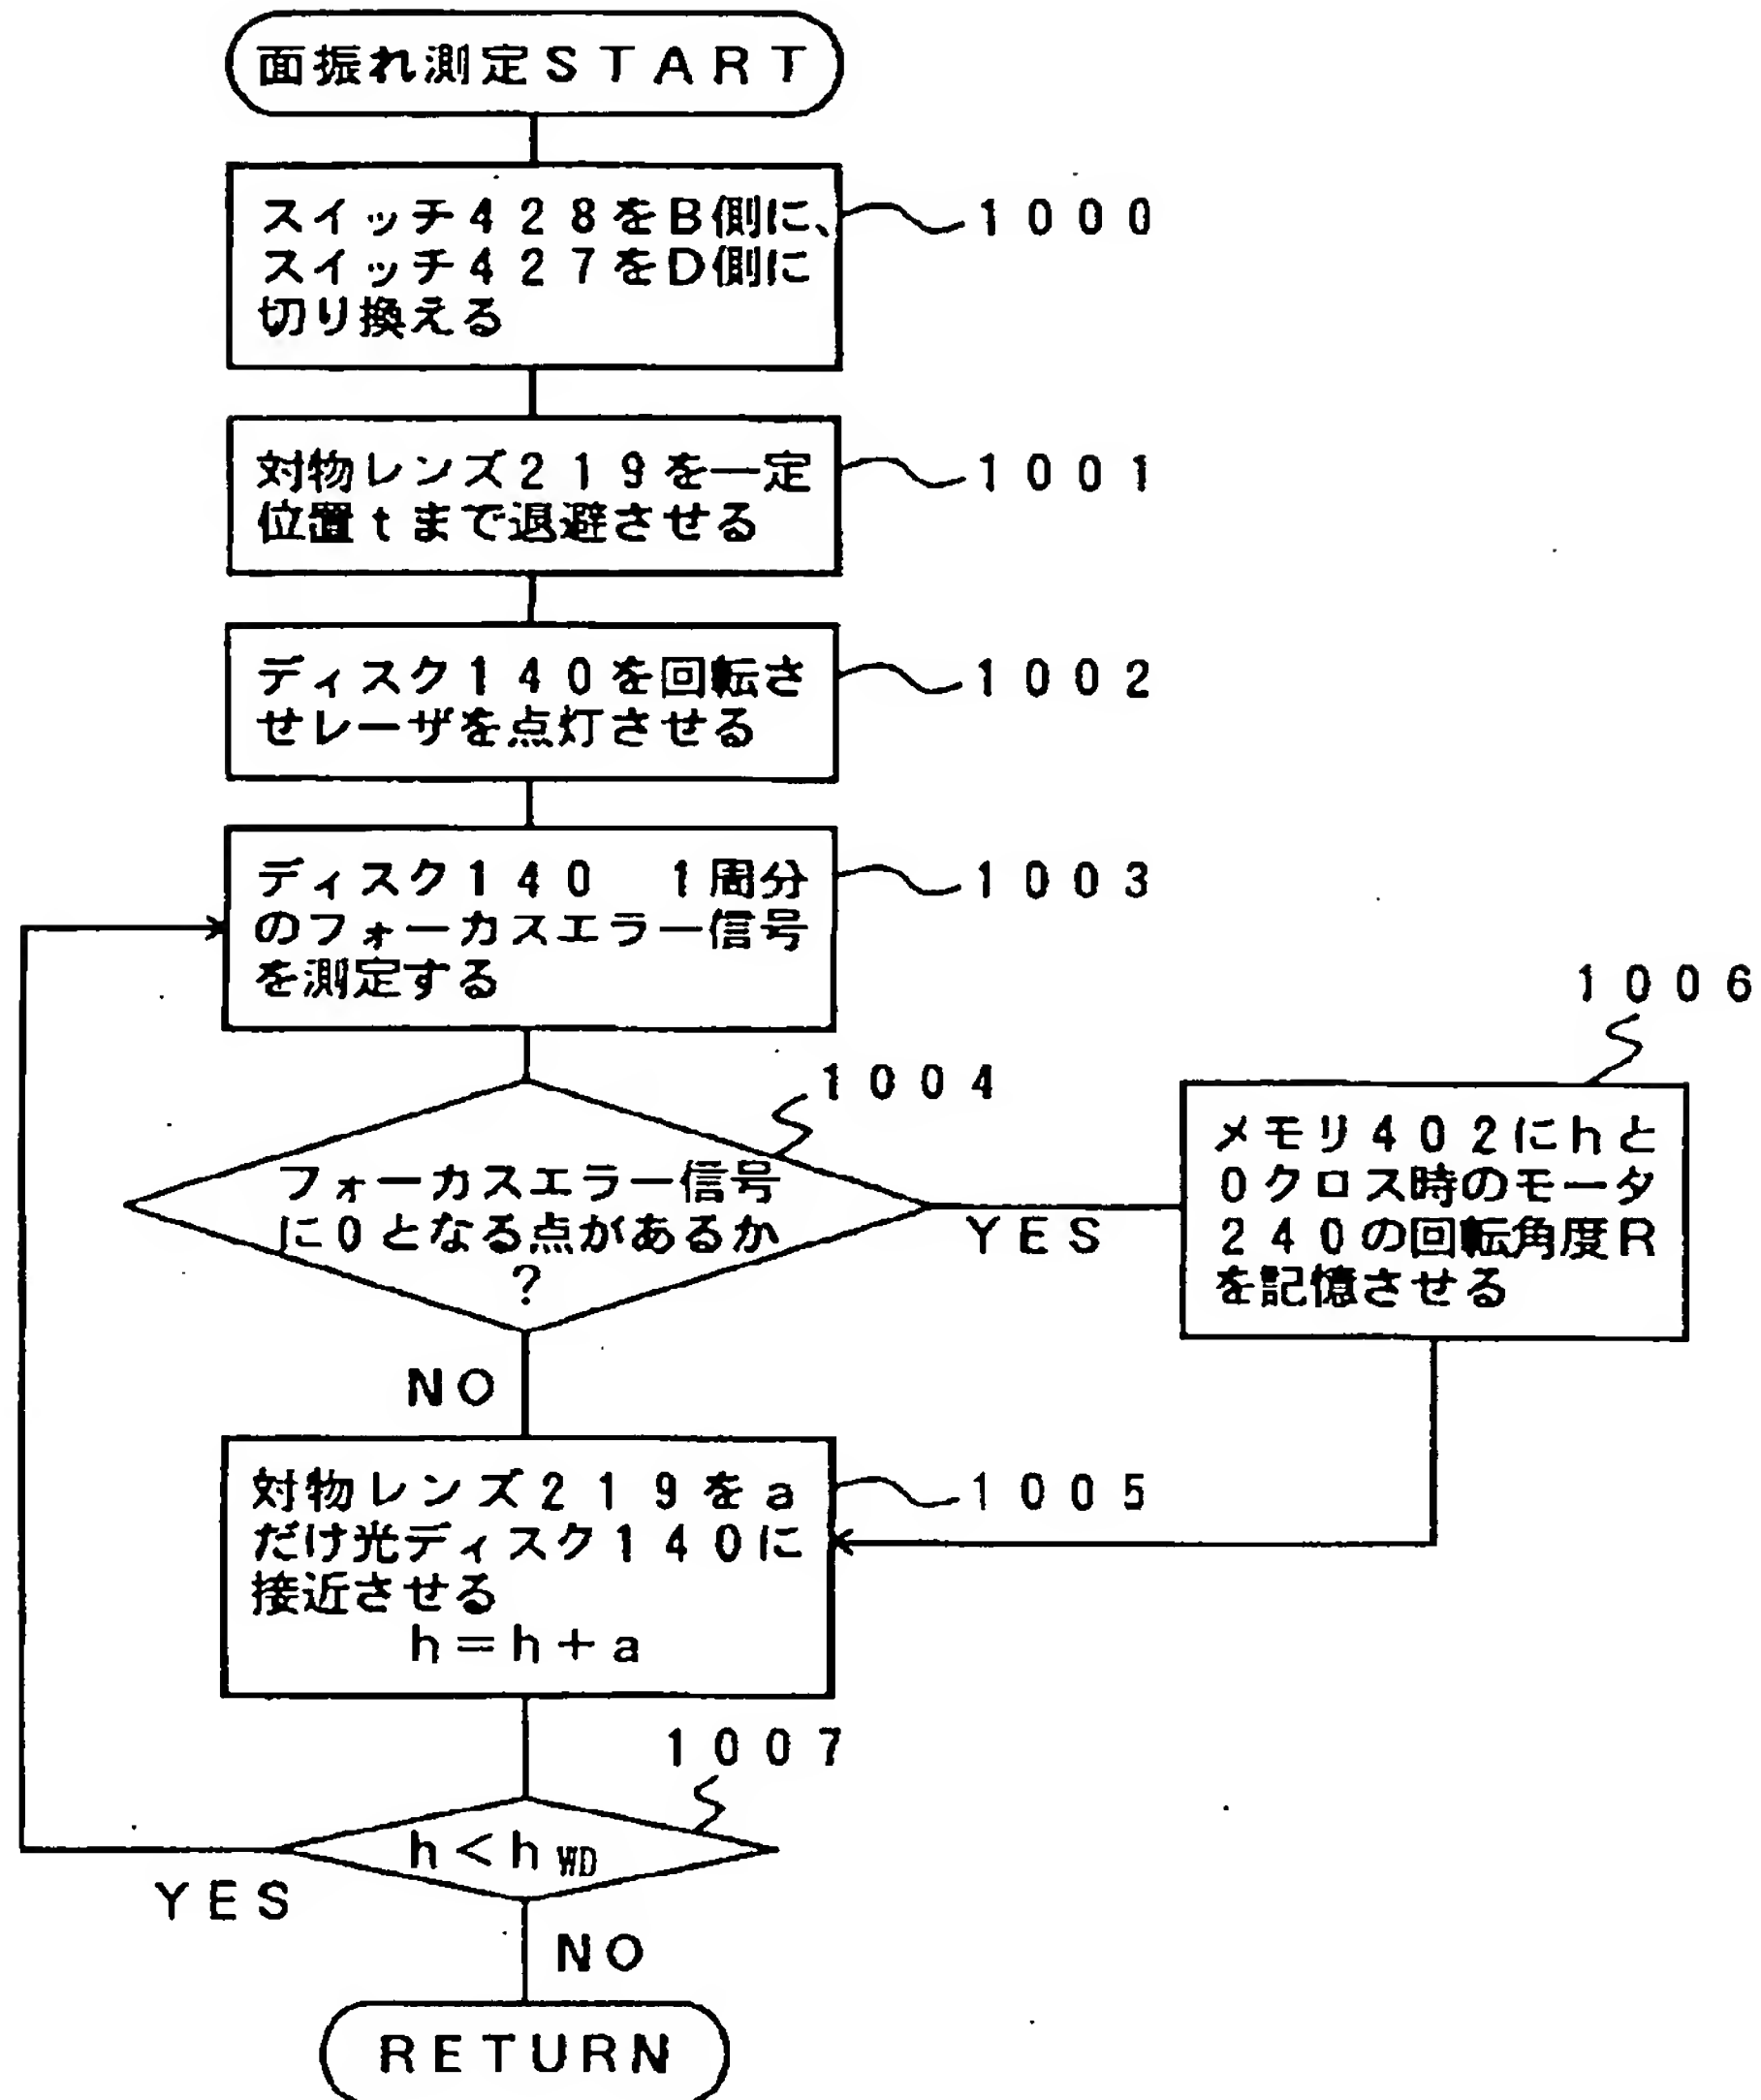 面振れ測定START
スイッチ428をB側に、
スイッチ427をD側に
切り換える
1000
対物レンズ219を一定
位置tまで退避させる
1001
ディスク140を回転さ
せレーザを点灯させる
1002
ディスク140 1周分
のフォーカスエラー信号
を測定する
1003
1004
フォーカスエラー信号
に0となる点があるか
?
YES
NO
1006
メモリ402にhと
0クロス時のモータ
240の回転角度R
を記憶させる
対物レンズ219をa
だけ光ディスク140に
接近させる
h=h+a
1005
1007
h<hWD
YES
NO
RETURN